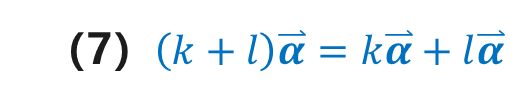 (7) (k + l)α⃗ = kα⃗ + lα⃗